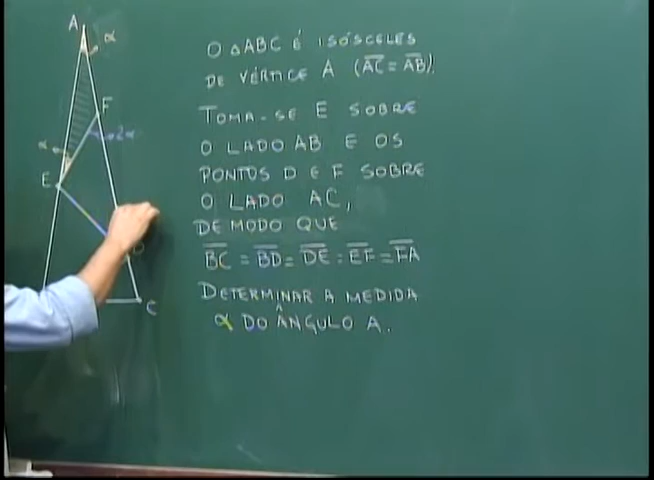 A
α
F
2α
α
E
D
C
O △ABC É ISÓSCELES
DE VÉRTICE A (AC = AB).
TOMA-SE E SOBRE
O LADO AB E OS
PONTOS D E F SOBRE
O LADO AC,
DE MODO QUE
BC = BD = DE = EF = FA
DETERMINAR A MEDIDA
α DO ÂNGULO A.